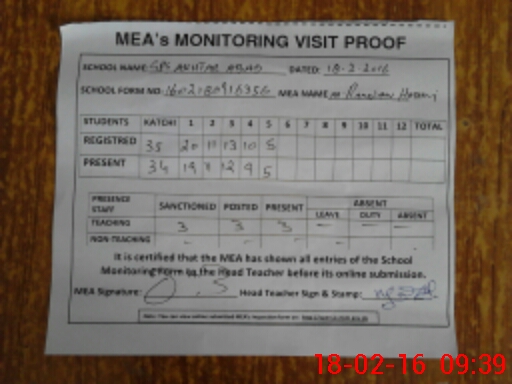 MEA's MONITORING VISIT PROOF
SCHOOL NAME: GPS AKHTAR ABAD DATED: 18-2-2016
SCHOOL FORM NO: MEA NAME
STUDENTS KATCHI 1 2 3 4 5 6 7 8 9 10 11 12 TOTAL
REGISTRED 35 20 11 13 10 5
PRESENT 34 19 12 9 5
PRESENCE STAFF SANCTIONED POSTED PRESENT ABSENT
LEAVE DUTY ABSENT
TEACHING 3 3 3 - - -
NON-TEACHING - - - - -
It is certified that the MEA has shown all entries of the School
Monitoring Form to the Head Teacher before its online submission.
MEA Signature: Head Teacher Sign & Stamp:
18-02-16 09:39